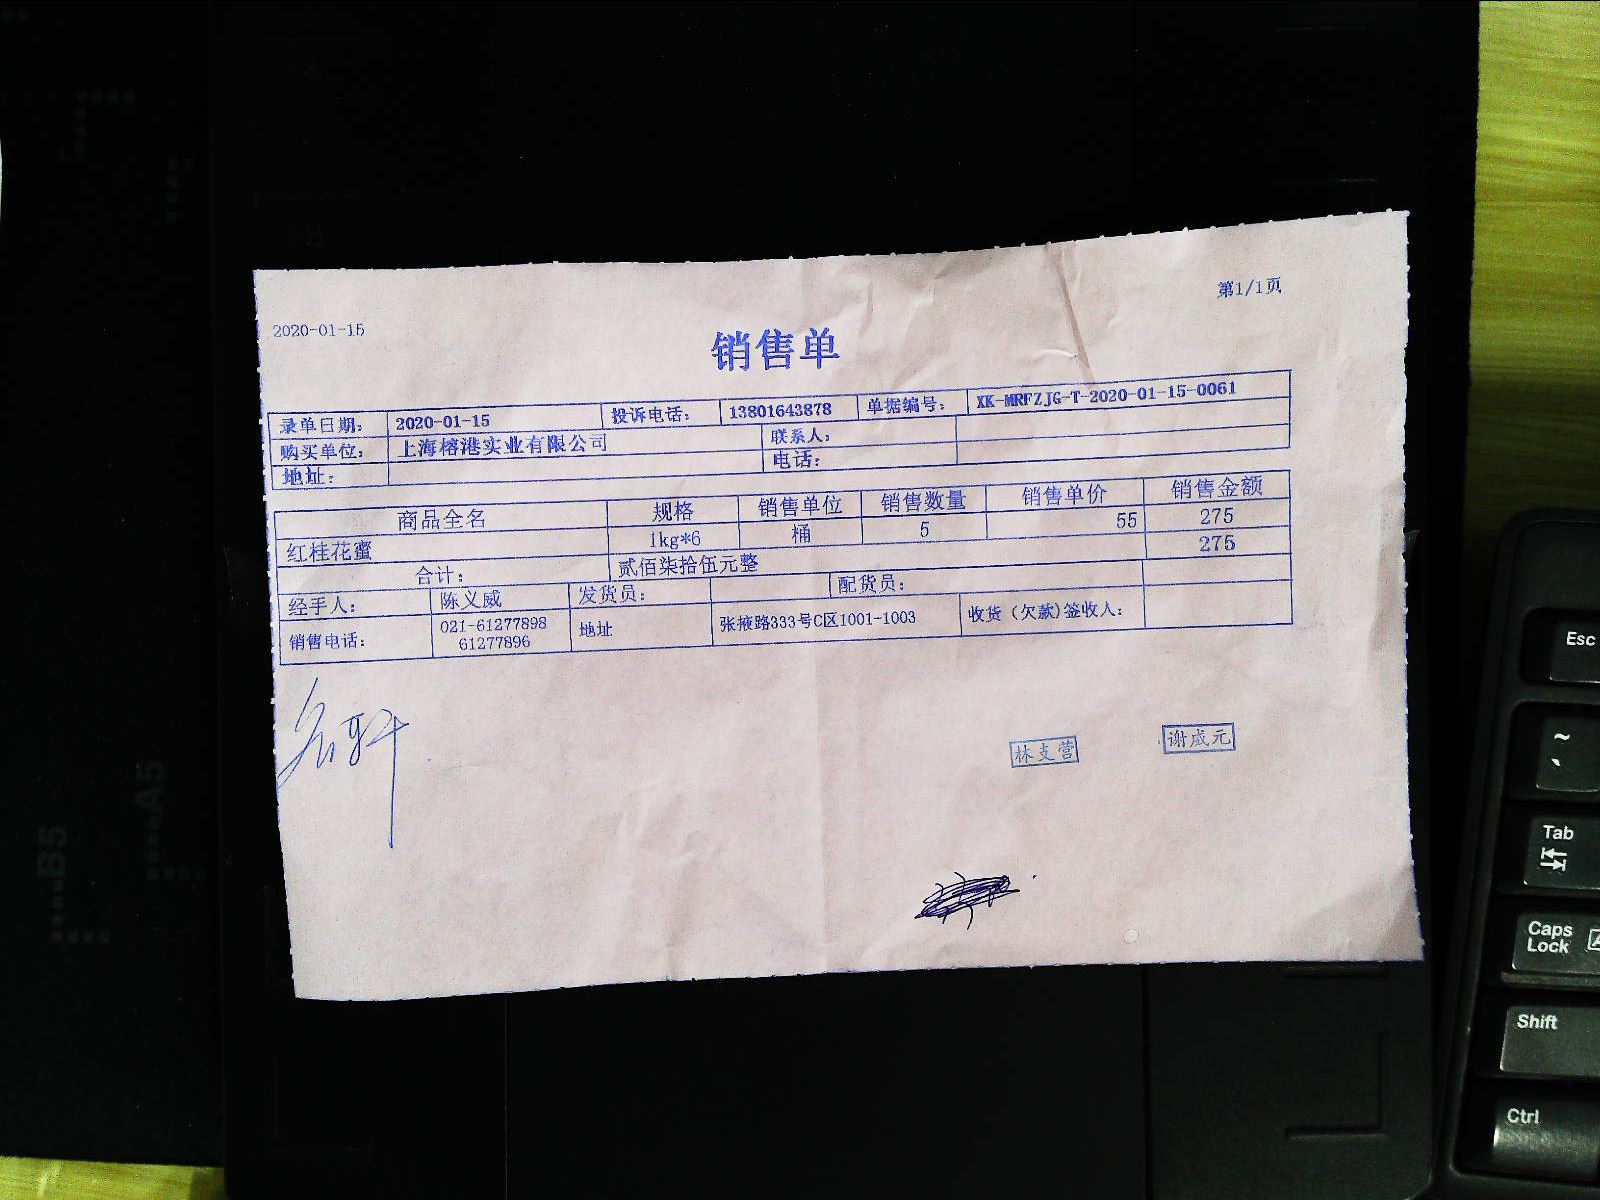 第1/1页
2020-01-15
销售单
录单日期： 2020-01-15 投诉电话： 13801643878 单据编号： XK-MRFZJG-T-2020-01-15-0061
购买单位： 上海榕港实业有限公司 联系人：
地址： 电话：
商品全名 规格 销售单位 销售数量 销售单价 销售金额
红桂花蜜 1kg*6 桶 5 55 275
合计： 贰佰柒拾伍元整 275
经手人： 陈义威 发货员： 配货员：
销售电话： 021-61277898 61277896 地址 张掖路333号C区1001-1003 收货（欠款)签收人：
林支营 谢成元
B5
A5
Esc
~
Tab
Caps Lock
A
Shift
Ctrl